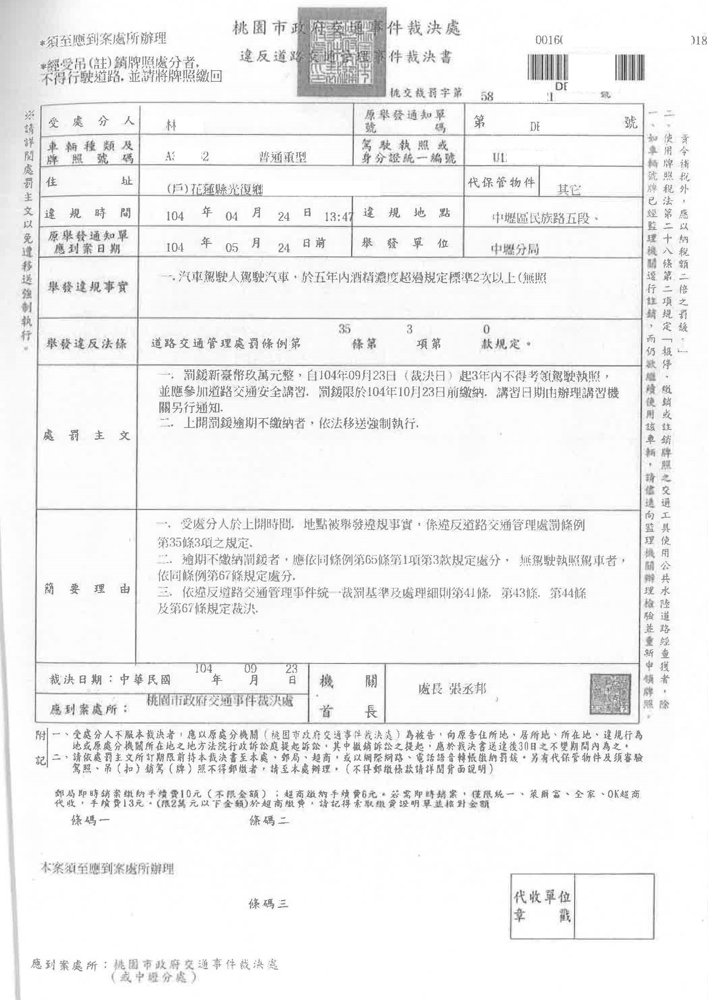 桃園市政府交通事件裁決處
違反道路交通管理事件裁決書
*須至應到案處所辦理
*經受吊(註)銷牌照處分者,
不得行駛道路. 並請將牌照繳回
0016
018
DE
桃交裁罰字第 58 21 號
※請詳閱處罰主文以免遭移送強制執行。
受處分人 林
原舉發通知單號碼 第 DE 號
車輛種類及牌照號碼 A 2 普通重型
駕駛執照或身分證統一編號 U1
住址 (戶)花蓮縣光復鄉
代保管物件 其它
違規時間 104 年 04 月 24 日 13:47
違規地點 中壢區民族路五段、
原舉發通知單應到案日期 104 年 05 月 24 日前
舉發單位 中壢分局
舉發違規事實 一. 汽車駕駛人駕駛汽車，於五年內酒精濃度超過規定標準2次以上(無照
舉發違反法條 道路交通管理處罰條例第 35 條第 3 項第 0 款規定。
處罰主文
一. 罰鍰新臺幣玖萬元整，自104年09月23日（裁決日）起3年內不得考領駕駛執照，
並應參加道路交通安全講習. 罰鍰限於104年10月23日前繳納. 講習日期由辦理講習機
關另行通知.
二. 上開罰鍰逾期不繳納者，依法移送強制執行.
簡要理由
一. 受處分人於上開時間. 地點被舉發違規事實，係違反道路交通管理處罰條例
第35條3項之規定.
二. 逾期不繳納罰鍰者，應依同條例第65條第1項第3款規定處分， 無駕駛執照駕車者，
依同條例第67條規定處分.
三. 依違反道路交通管理事件統一裁罰基準及處理細則第41條. 第43條. 第44條
及第67條規定裁決.
裁決日期：中華民國 104 年 09 月 23 日
應到案處所： 桃園市政府交通事件裁決處
機關首長 處長 張丞邦
一、如車輛號牌已經監理機關逕行註銷，而仍欲繼續使用該車輛，請儘速向監理機關辦理檢驗並重新申領牌照。
二、使用牌照稅法第二十八條第二項規定「報停、繳銷或註銷牌照之交通工具使用公共水陸道路經查獲者，除
責令補稅外，應以納稅額二倍之罰鍰。」
附記
一、受處分人不服本裁決者，應以原處分機關（桃園市政府交通事件裁決處）為被告，向原告住所地、居所地、所在地、違規行為
地或原處分機關所在地之地方法院行政訴訟庭提起訴訟，其中撤銷訴訟之提起，應於裁決書送達後30日之不變期間內為之。
二、請依處罰主文所訂期限前持本裁決書至本處、郵局、超商，或以網際網路、電話語音轉帳繳納罰鍰。另有代保管物件及須審驗
駕照、吊（扣）銷駕（牌）照不得郵繳者，請至本處辦理。（不得郵繳條款請詳閱背面說明）
郵局即時銷案繳納手續費10元（不限金額）；超商繳納手續費6元。若需即時銷案，僅限統一、萊爾富、全家、OK超商
代收，手續費13元。(限2萬元以下金額)於超商繳費，請記得索取繳費證明單並核對金額
條碼一
條碼二
本案須至應到案處所辦理
條碼三
代收單位
章戳
應到案處所：桃園市政府交通事件裁決處
（或中壢分處）